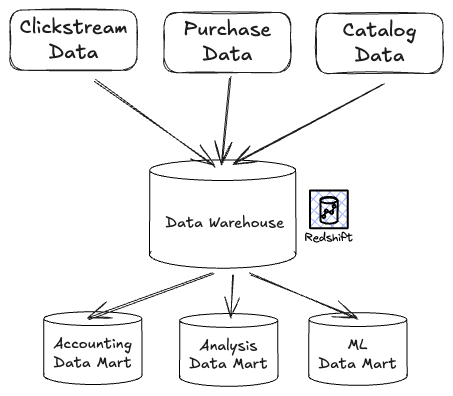 Clickstream
Data
Purchase
Data
Catalog
Data
Data Warehouse
Redshift
Accounting
Data Mart
Analysis
Data Mart
ML
Data Mart